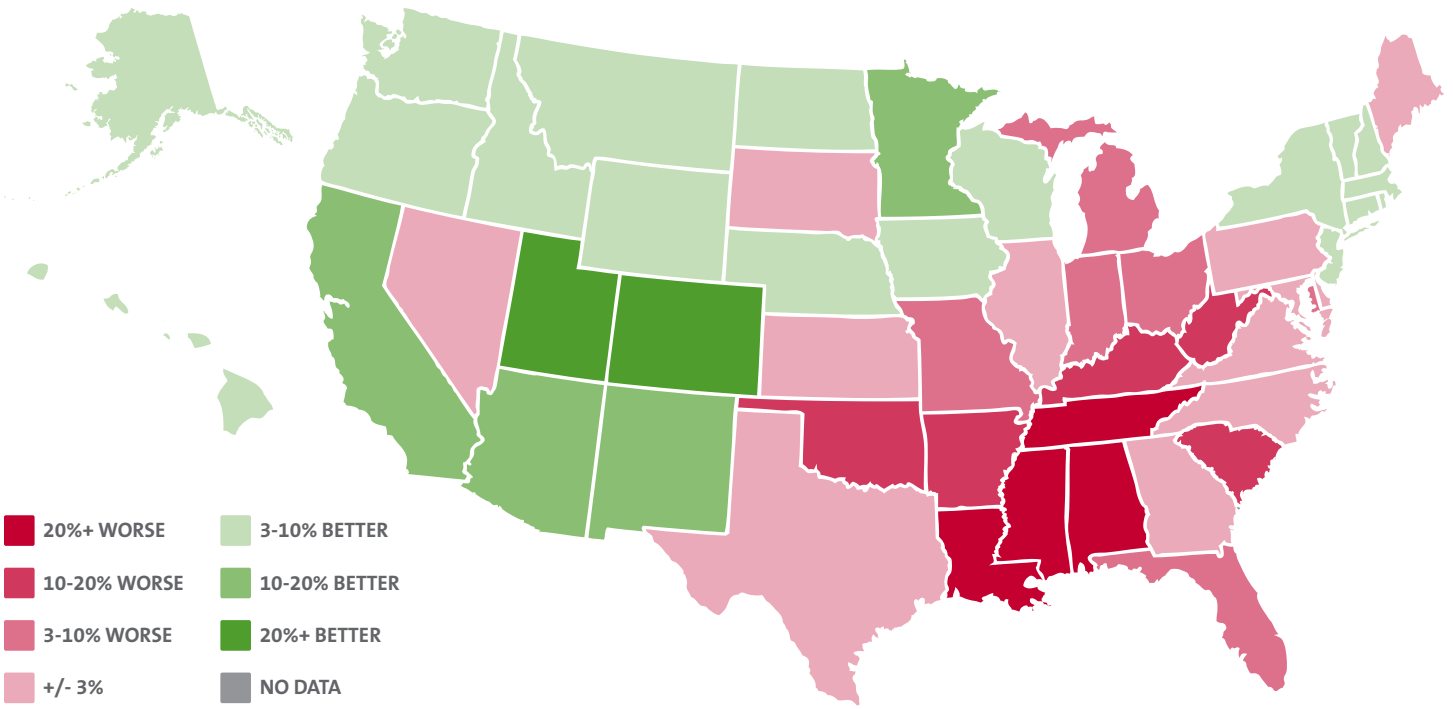 20%+ WORSE
10-20% WORSE
3-10% WORSE
+/- 3%
3-10% BETTER
10-20% BETTER
20%+ BETTER
NO DATA